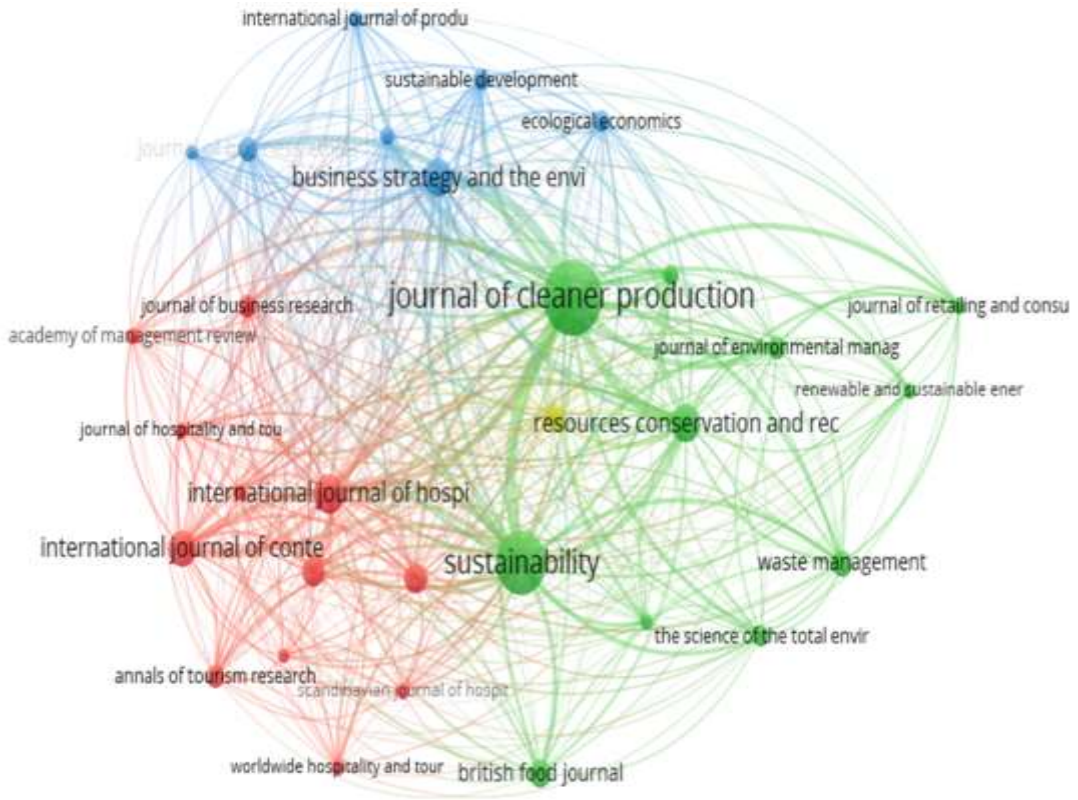 international journal of produ
sustainable development
ecological economics
journal of
business strategy and the envi
journal of cleaner production
journal of business research
journal of retailing and consu
academy of management review
journal of environmental manag
renewable and sustainable ener
resources conservation and rec
journal of hospitality and tou
international journal of hospi
international journal of conte
sustainability
waste management
the science of the total envir
annals of tourism research
scandinavian journal of hospit
worldwide hospitality and tour
british food journal